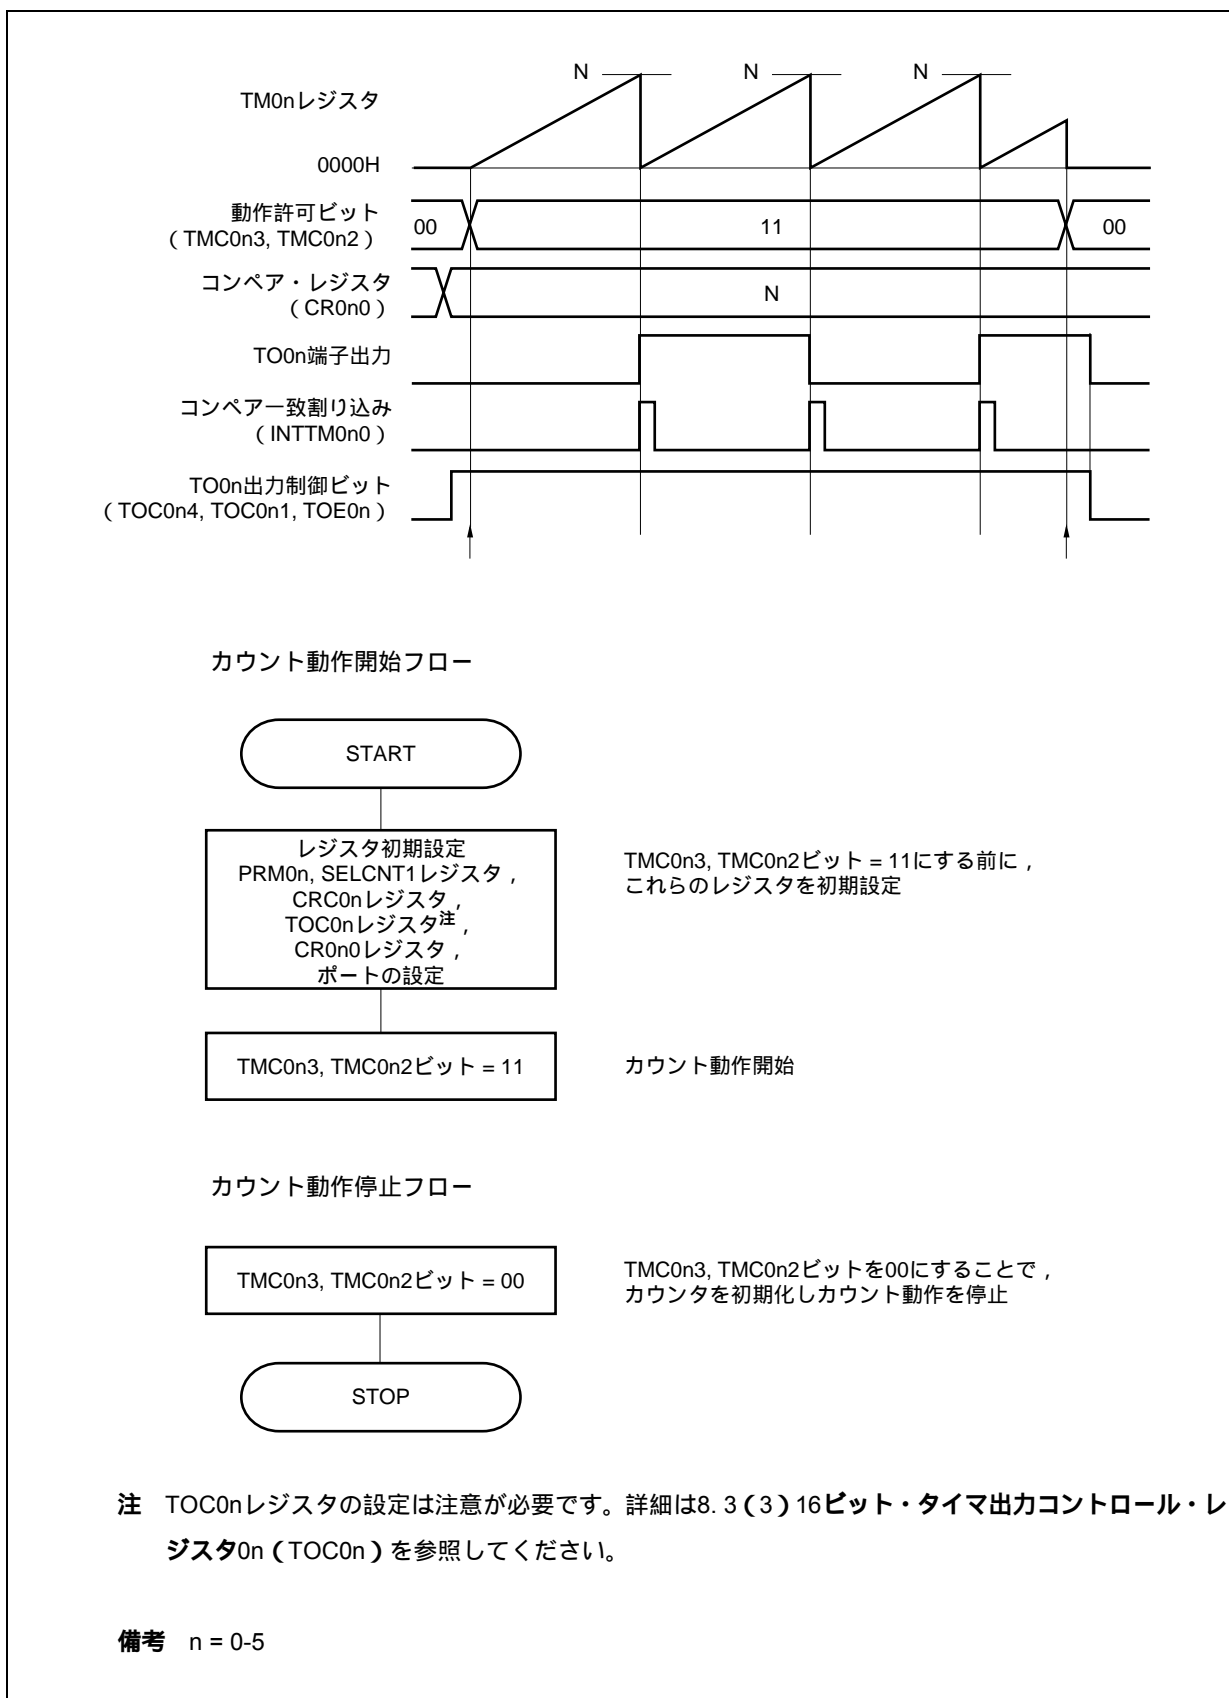 N N N
TM0nレジスタ
0000H
動作許可ビット
（TMC0n3, TMC0n2）
00 11 00
コンペア・レジスタ
（CR0n0）
N
TO0n端子出力
コンペア一致割り込み
（INTTM0n0）
TO0n出力制御ビット
（TOC0n4, TOC0n1, TOE0n）
カウント動作開始フロー
START
レジスタ初期設定
PRM0n, SELCNT1レジスタ，
CRC0nレジスタ，
TOC0nレジスタ注，
CR0n0レジスタ，
ポートの設定
TMC0n3, TMC0n2ビット = 11にする前に，
これらのレジスタを初期設定
TMC0n3, TMC0n2ビット = 11
カウント動作開始
カウント動作停止フロー
TMC0n3, TMC0n2ビット = 00
TMC0n3, TMC0n2ビットを00にすることで，
カウンタを初期化しカウント動作を停止
STOP
注　TOC0nレジスタの設定は注意が必要です。詳細は8. 3（3）16ビット・タイマ出力コントロール・レ
ジスタ0n（TOC0n）を参照してください。
備考　n = 0-5